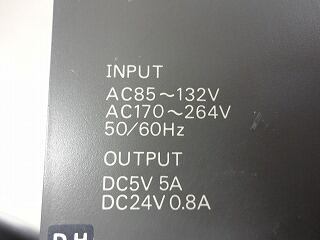 INPUT
AC85～132V
AC170～264V
50/60Hz
OUTPUT
DC5V 5A
DC24V 0.8A